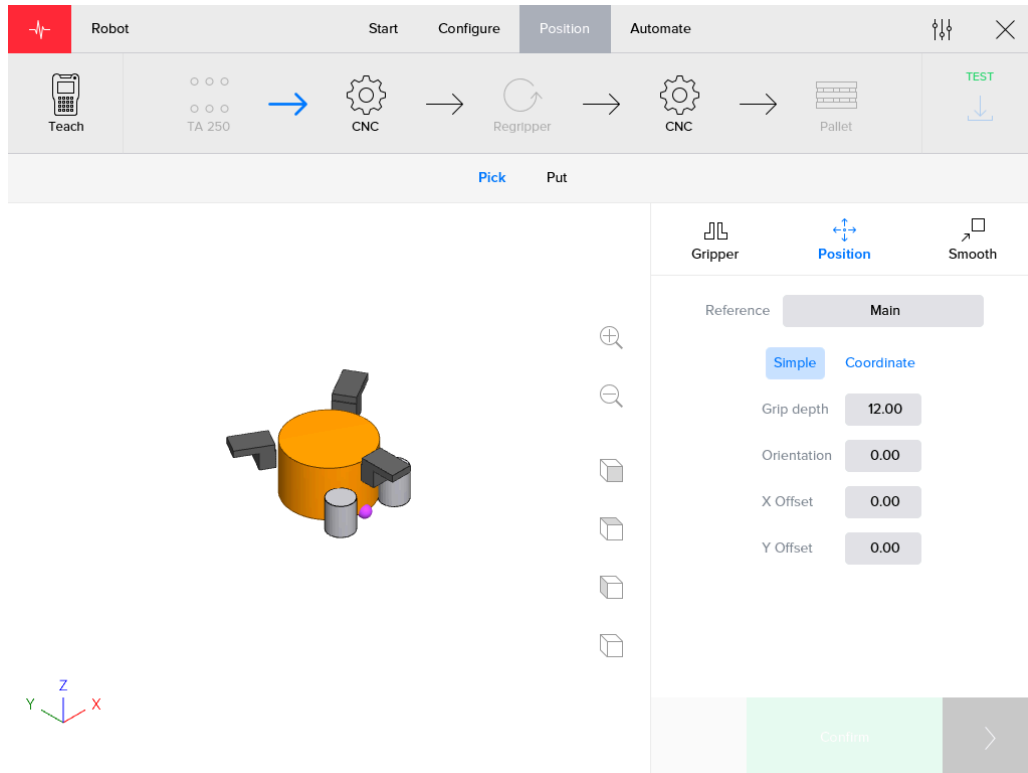 Robot Start Configure Position Automate
Teach TA 250 CNC Regripper CNC Pallet TEST
Pick Put
Gripper Position Smooth
Reference Main
Simple Coordinate
Grip depth 12.00
Orientation 0.00
X Offset 0.00
Y Offset 0.00
Z
Y X
Confirm